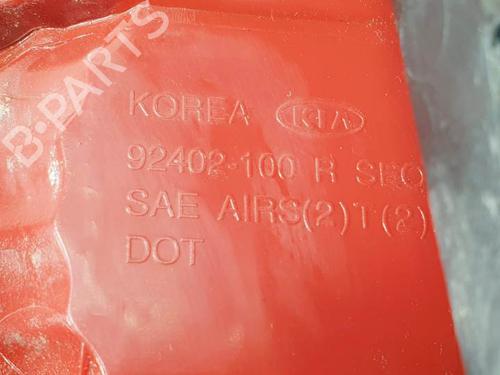 B-PARTS
KOREA KIA
92402-100 R SEO
SAE AIRS(2)T(2)
DOT